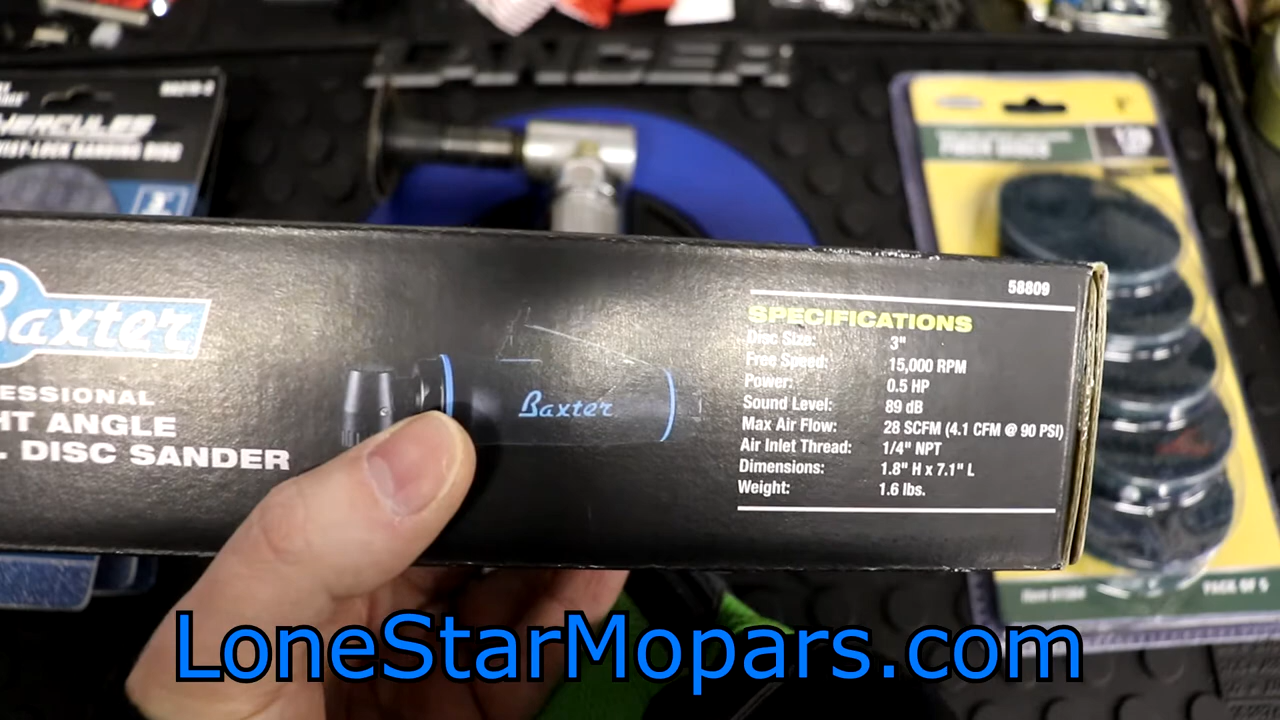 HERCULES
Baxter
ESSIONAL
HT ANGLE
L DISC SANDER
Baxter
58809
SPECIFICATIONS
Disc Size: 3"
Free Speed: 15,000 RPM
Power: 0.5 HP
Sound Level: 89 dB
Max Air Flow: 28 SCFM (4.1 CFM @ 90 PSI)
Air Inlet Thread: 1/4" NPT
Dimensions: 1.8" H x 7.1" L
Weight: 1.6 lbs.
PACK OF 5
LoneStarMopars.com